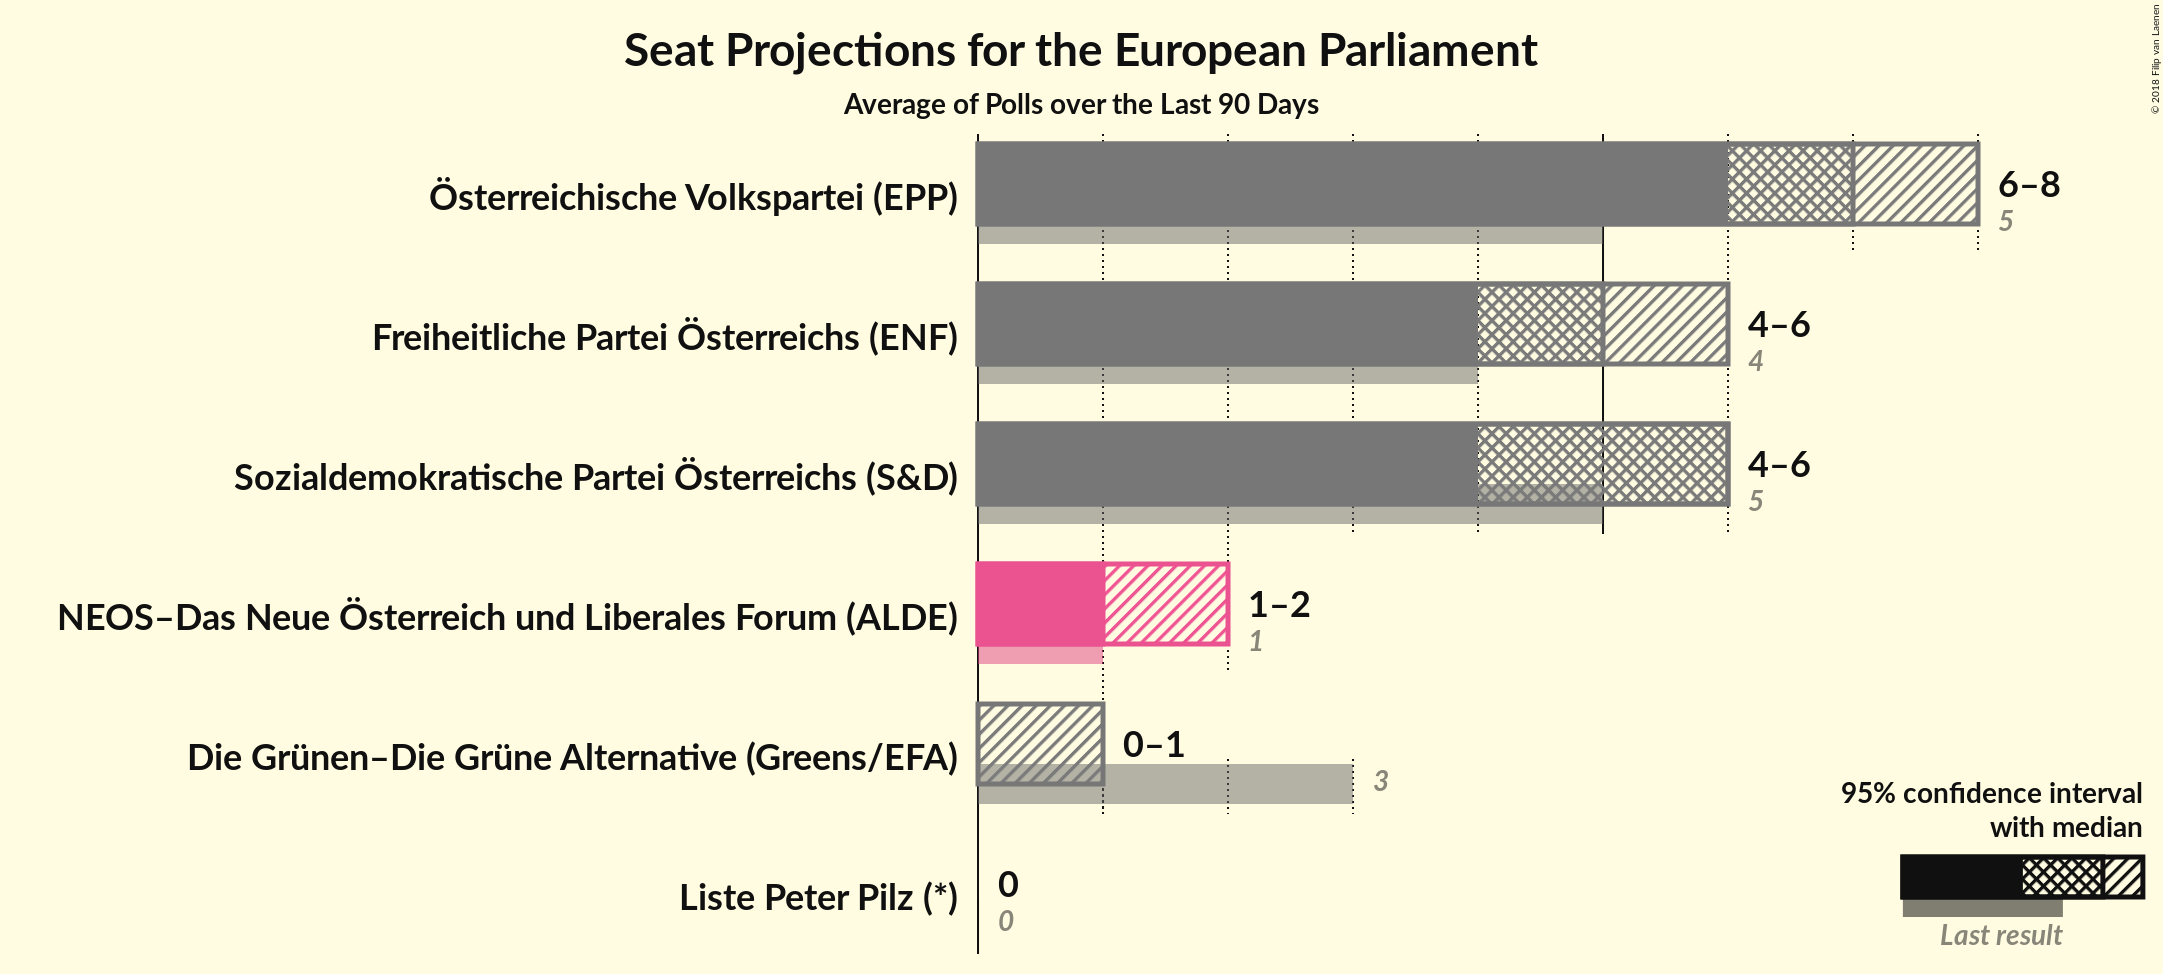 Seat Projections for the European Parliament
Average of Polls over the Last 90 Days
© 2018 Filip van Laenen
Österreichische Volkspartei (EPP)
6–8
5
Freiheitliche Partei Österreichs (ENF)
4–6
4
Sozialdemokratische Partei Österreichs (S&D)
4–6
5
NEOS–Das Neue Österreich und Liberales Forum (ALDE)
1–2
1
Die Grünen–Die Grüne Alternative (Greens/EFA)
0–1
3
Liste Peter Pilz (*)
0
0
95% confidence interval
with median
Last result